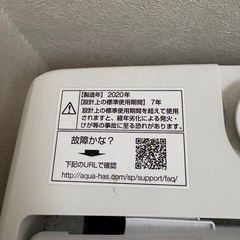 【製造年】2020年
【設計上の標準使用期間】 7年
設計上の標準使用期間を超えて使用
されますと、経年劣化による発火・
けが等の事故に至る恐れがあります。
故障かな?
下記のURLで確認
http://aqua-has.com/sp/support/faq/